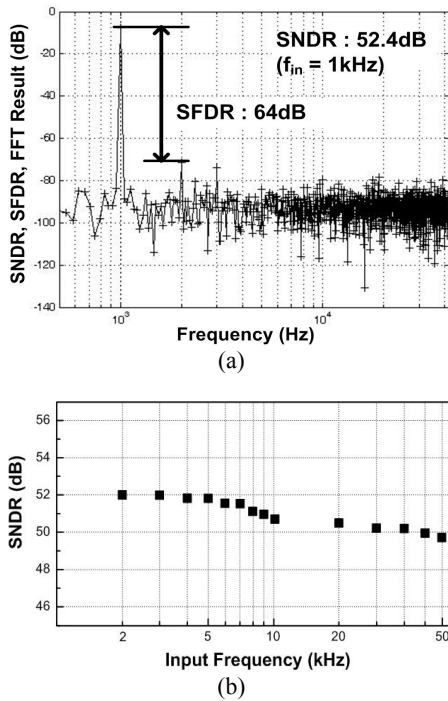 0
-20
-40
-60
-80
-100
-120
-140
SNDR, SFDR, FFT Result (dB)
SNDR : 52.4dB
(f_in = 1kHz)
SFDR : 64dB
10³
10⁴
Frequency (Hz)
(a)
56
54
52
50
48
46
SNDR (dB)
2
5
10
20
50
Input Frequency (kHz)
(b)